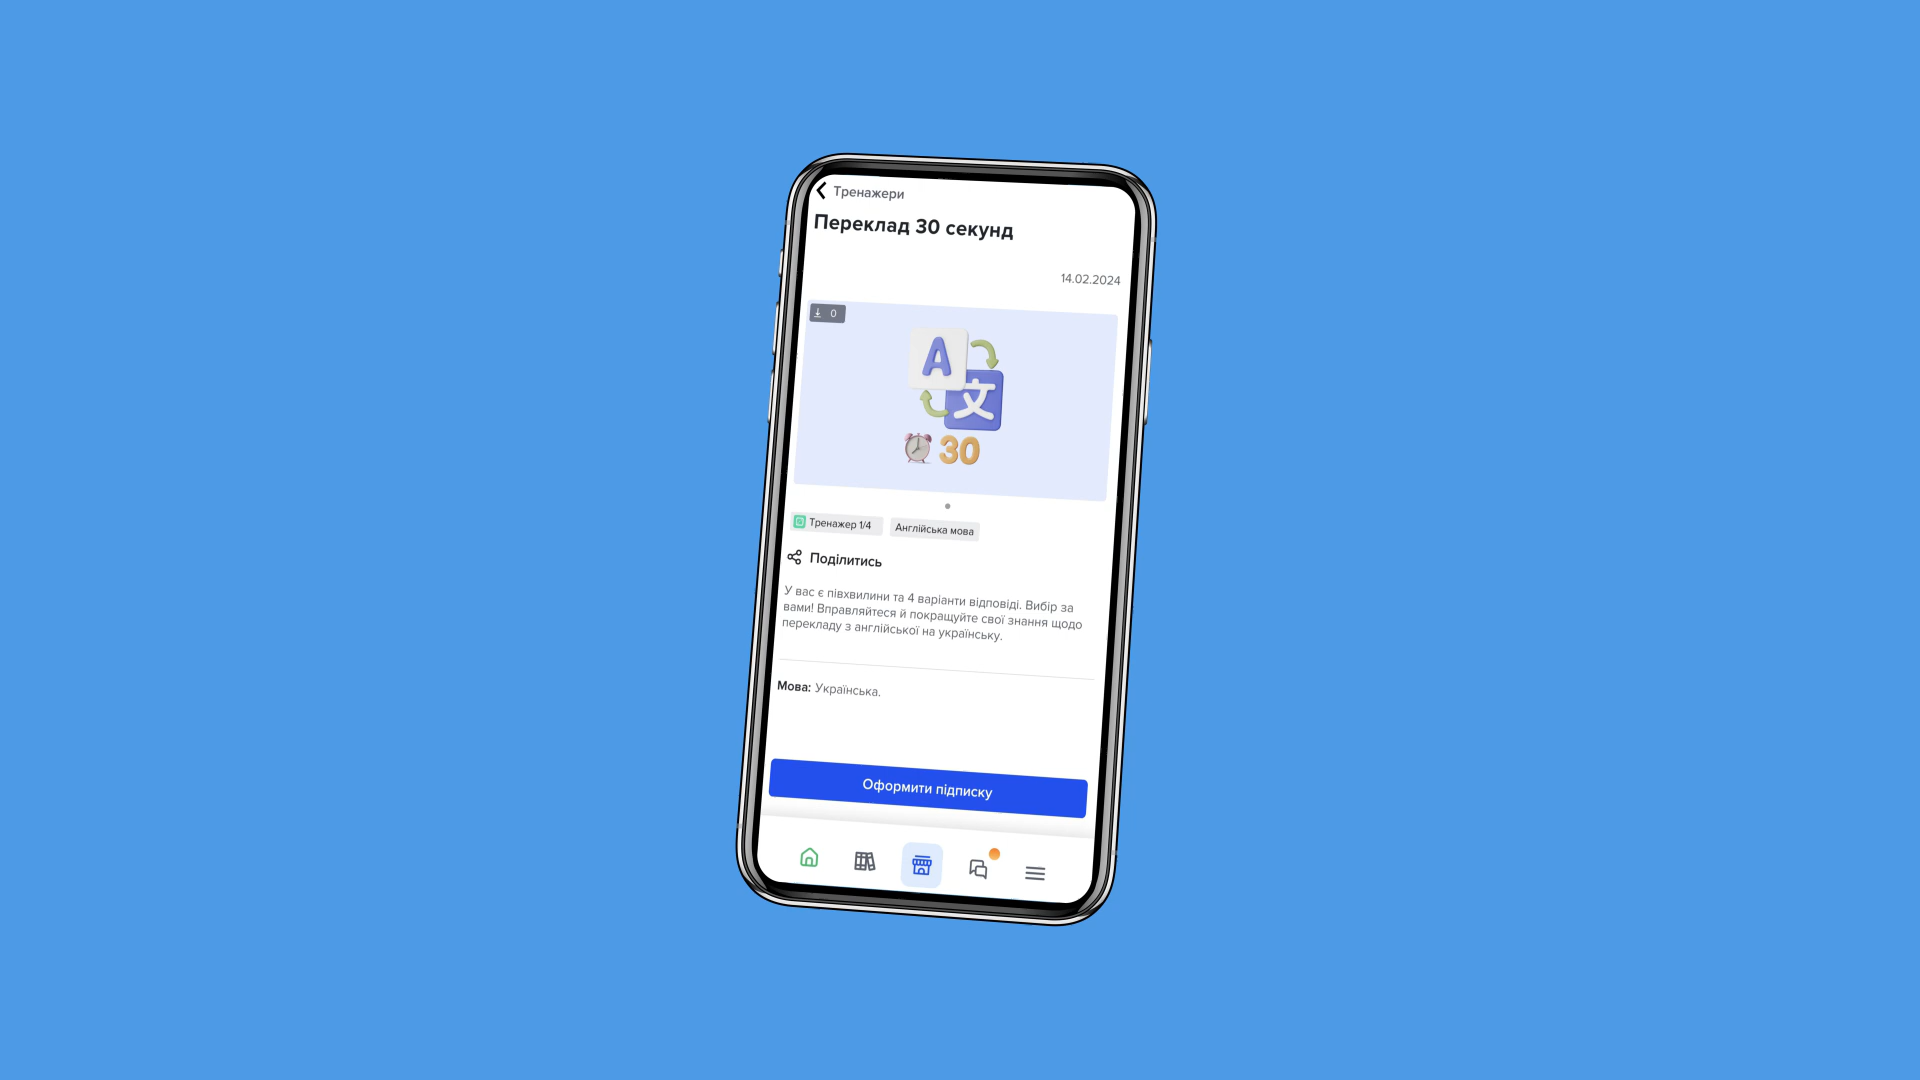 Тренажери
Переклад 30 секунд
14.02.2024
0
A
文
30
Тренажер 1/4
Англійська мова
Поділитись
У вас є півхвилини та 4 варіанти відповіді. Вибір за
вами! Вправляйтеся й покращуйте свої знання щодо
перекладу з англійської на українську.
Мова: Українська.
Оформити підписку